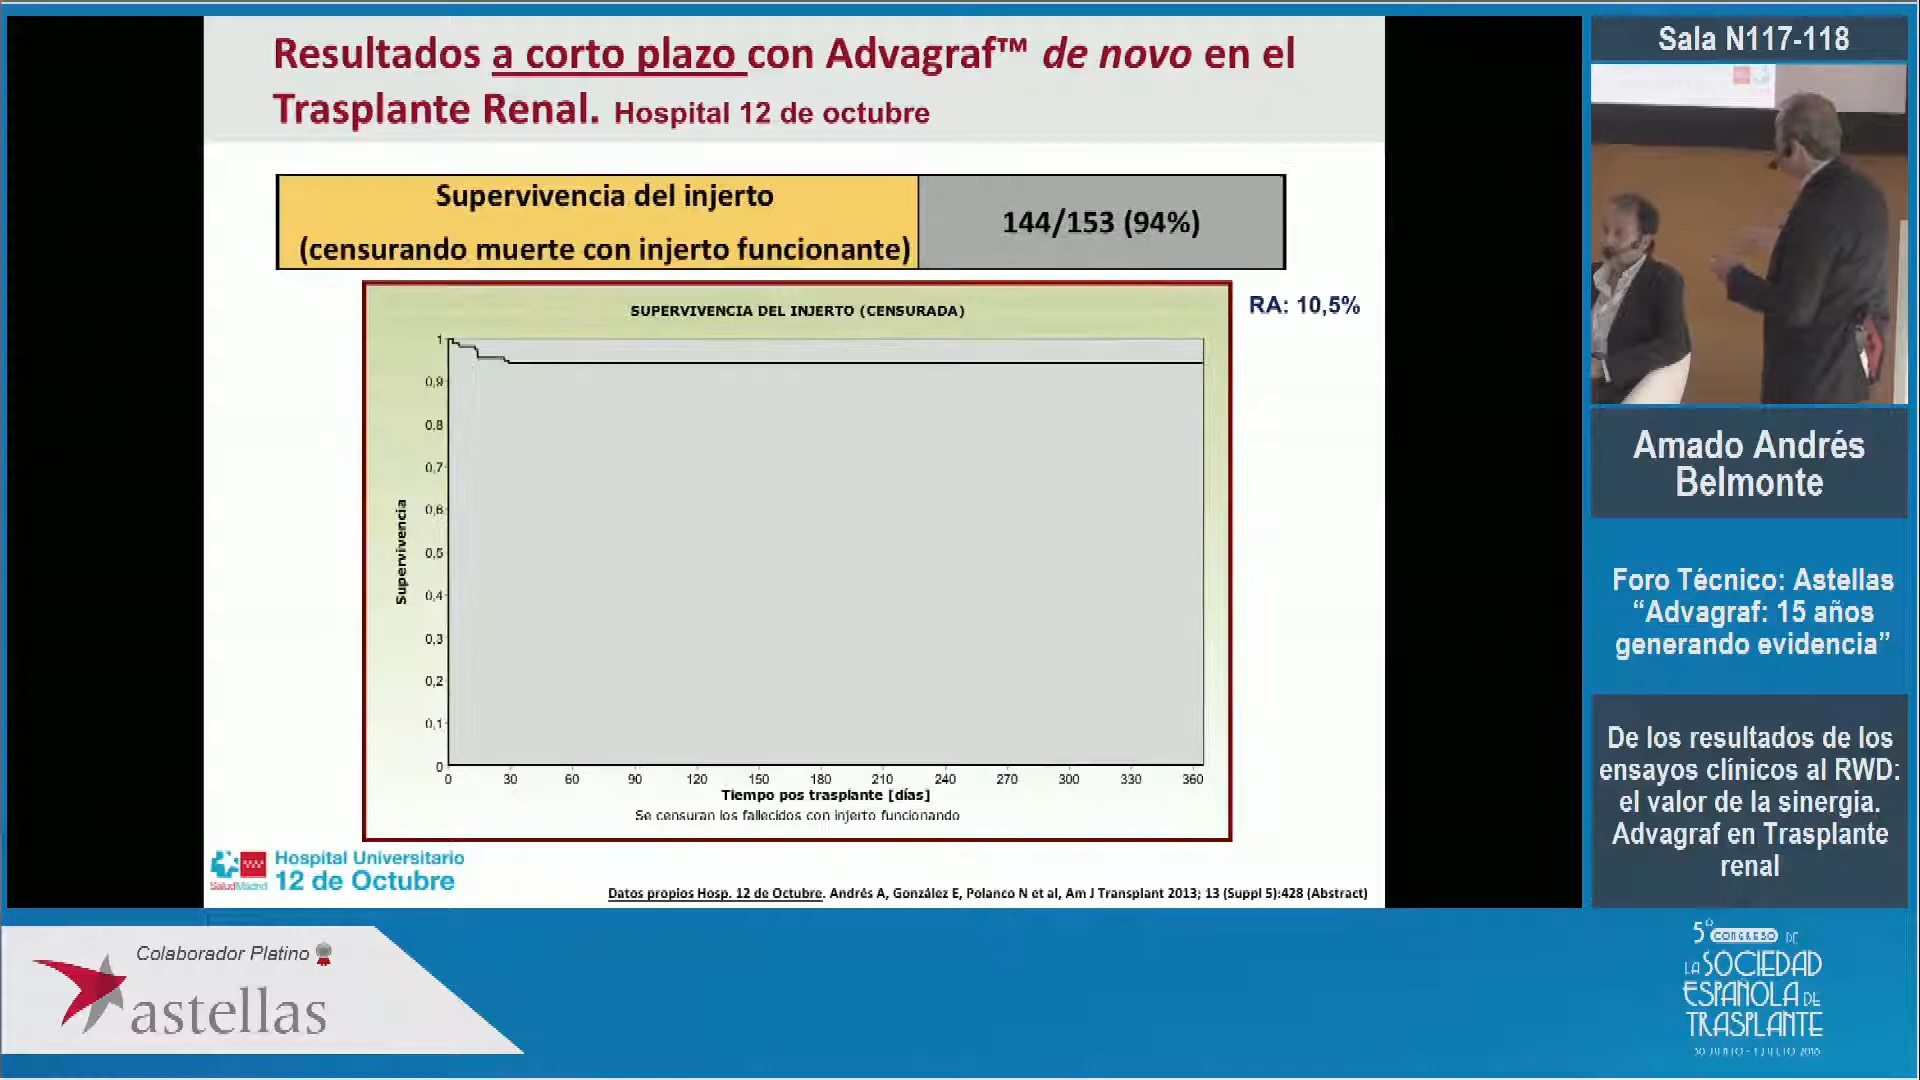 Resultados a corto plazo con Advagraf™ de novo en el
Trasplante Renal. Hospital 12 de octubre
Supervivencia del injerto
(censurando muerte con injerto funcionante)
144/153 (94%)
RA: 10,5%
SUPERVIVENCIA DEL INJERTO (CENSURADA)
Supervivencia
1
0,9
0,8
0,7
0,6
0,5
0,4
0,3
0,2
0,1
0
0 30 60 90 120 150 180 210 240 270 300 330 360
Tiempo pos trasplante [días]
Se censuran los fallecidos con injerto funcionando
SaludMadrid
Hospital Universitario
12 de Octubre
Datos propios Hosp. 12 de Octubre. Andrés A, González E, Polanco N et al, Am J Transplant 2013; 13 (Suppl 5):428 (Abstract)
Sala N117-118
Amado Andrés
Belmonte
Foro Técnico: Astellas
“Advagraf: 15 años
generando evidencia”
De los resultados de los
ensayos clínicos al RWD:
el valor de la sinergia.
Advagraf en Trasplante
renal
Colaborador Platino
astellas
5º CONGRESO DE
LA SOCIEDAD
ESPAÑOLA DE
TRASPLANTE